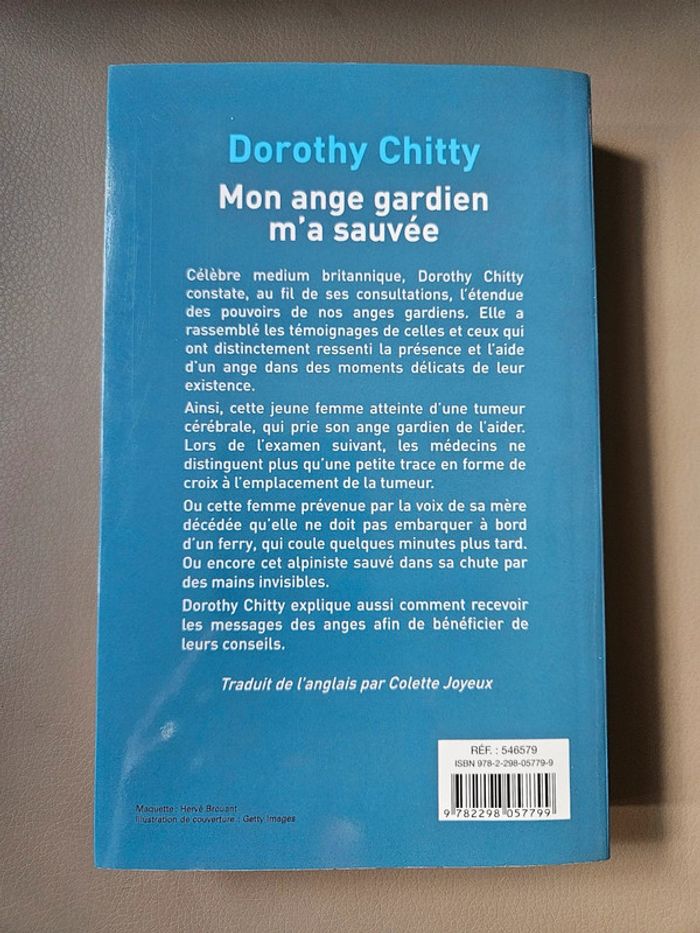 Dorothy Chitty
Mon ange gardien
m'a sauvée
Célèbre medium britannique, Dorothy Chitty
constate, au fil de ses consultations, l'étendue
des pouvoirs de nos anges gardiens. Elle a
rassemblé les témoignages de celles et ceux qui
ont distinctement ressenti la présence et l'aide
d'un ange dans des moments délicats de leur
existence.
Ainsi, cette jeune femme atteinte d'une tumeur
cérébrale, qui prie son ange gardien de l'aider.
Lors de l'examen suivant, les médecins ne
distinguent plus qu'une petite trace en forme de
croix à l'emplacement de la tumeur.
Ou cette femme prévenue par la voix de sa mère
décédée qu'elle ne doit pas embarquer à bord
d'un ferry, qui coule quelques minutes plus tard.
Ou encore cet alpiniste sauvé dans sa chute par
des mains invisibles.
Dorothy Chitty explique aussi comment recevoir
les messages des anges afin de bénéficier de
leurs conseils.
Traduit de l'anglais par Colette Joyeux
RÉF. : 546579
ISBN 978-2-298-05779-9
9 782298 057799
Maquette : Hervé Brouant
Illustration de couverture : Getty Images